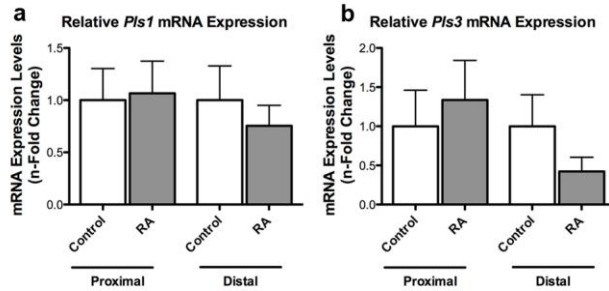 a
Relative Pls1 mRNA Expression
mRNA Expression Levels
(n-Fold Change)
1.5
1.0
0.5
0.0
Control
RA
Control
RA
Proximal
Distal
b
Relative Pls3 mRNA Expression
mRNA Expression Levels
(n-Fold Change)
2.0
1.5
1.0
0.5
0.0
Control
RA
Control
RA
Proximal
Distal